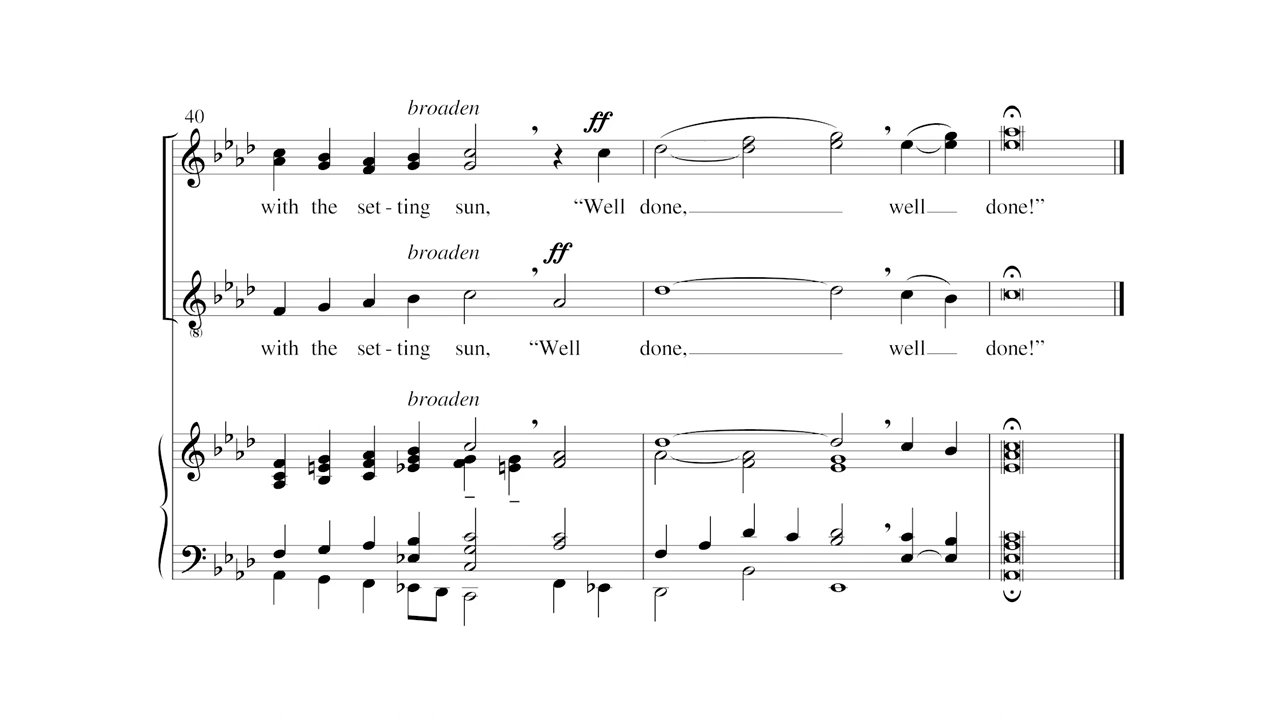 40
broaden
ff
with the set - ting sun, “Well done, well done!”
broaden
ff
8
with the set - ting sun, “Well done, well done!”
broaden